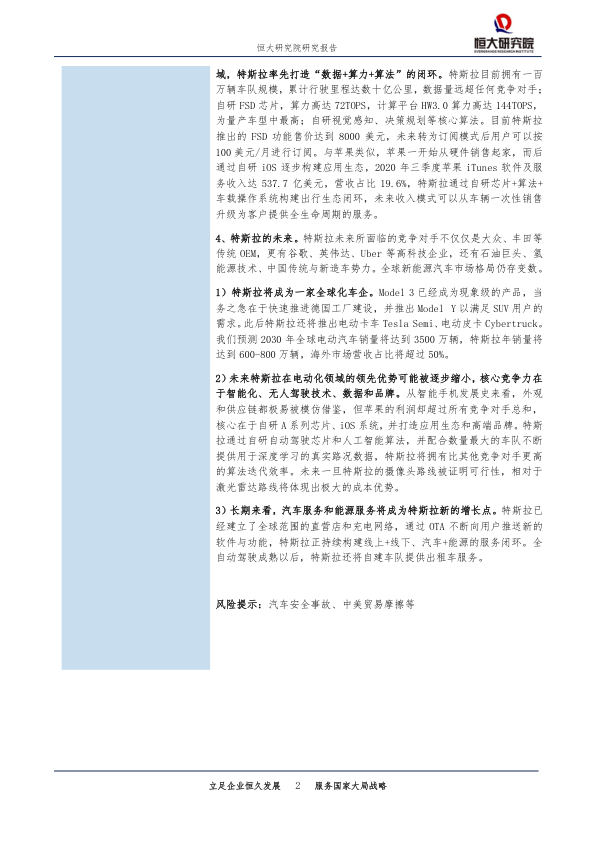 恒大研究院研究报告
恒大研究院
EVERGRANDE RESEARCH INSTITUTE
域，特斯拉率先打造“数据+算力+算法”的闭环。特斯拉目前拥有一百
万辆车队规模，累计行驶里程达数十亿公里，数据量远超任何竞争对手；
自研 FSD 芯片，算力高达 72TOPS，计算平台 HW3.0 算力高达 144TOPS，
为量产车型中最高；自研视觉感知、决策规划等核心算法。目前特斯拉
推出的 FSD 功能售价达到 8000 美元，未来转为订阅模式后用户可以按
100 美元/月进行订阅。与苹果类似，苹果一开始从硬件销售起家，而后
通过自研 iOS 逐步构建应用生态，2020 年三季度苹果 iTunes 软件及服
务收入达 537.7 亿美元，营收占比 19.6%，特斯拉通过自研芯片+算法+
车载操作系统构建出行生态闭环，未来收入模式可以从车辆一次性销售
升级为客户提供全生命周期的服务。
4、特斯拉的未来。特斯拉未来所面临的竞争对手不仅仅是大众、丰田等
传统 OEM，更有谷歌、英伟达、Uber 等高科技企业，还有石油巨头、氢
能源技术、中国传统与新造车势力。全球新能源汽车市场格局仍存变数。
1）特斯拉将成为一家全球化车企。Model 3 已经成为现象级的产品，当
务之急在于快速推进德国工厂建设，并推出 Model Y 以满足 SUV 用户的
需求。此后特斯拉还将推出电动卡车 Tesla Semi、电动皮卡 Cybertruck。
我们预测 2030 年全球电动汽车销量将达到 3500 万辆，特斯拉年销量将
达到 600-800 万辆，海外市场营收占比将超过 50%。
2）未来特斯拉在电动化领域的领先优势可能被逐步缩小，核心竞争力在
于智能化、无人驾驶技术、数据和品牌。从智能手机发展史来看，外观
和供应链都极易被模仿借鉴，但苹果的利润却超过所有竞争对手总和，
核心在于自研 A 系列芯片、iOS 系统，并打造应用生态和高端品牌。特斯
拉通过自研自动驾驶芯片和人工智能算法，并配合数量最大的车队不断
提供用于深度学习的真实路况数据，特斯拉将拥有比其他竞争对手更高
的算法迭代效率。未来一旦特斯拉的摄像头路线被证明可行性，相对于
激光雷达路线将体现出极大的成本优势。
3）长期来看，汽车服务和能源服务将成为特斯拉新的增长点。特斯拉已
经建立了全球范围的直营店和充电网络，通过 OTA 不断向用户推送新的
软件与功能，特斯拉正持续构建线上+线下、汽车+能源的服务闭环。全
自动驾驶成熟以后，特斯拉还将自建车队提供出租车服务。
风险提示：汽车安全事故、中美贸易摩擦等
立足企业恒久发展 2 服务国家大局战略